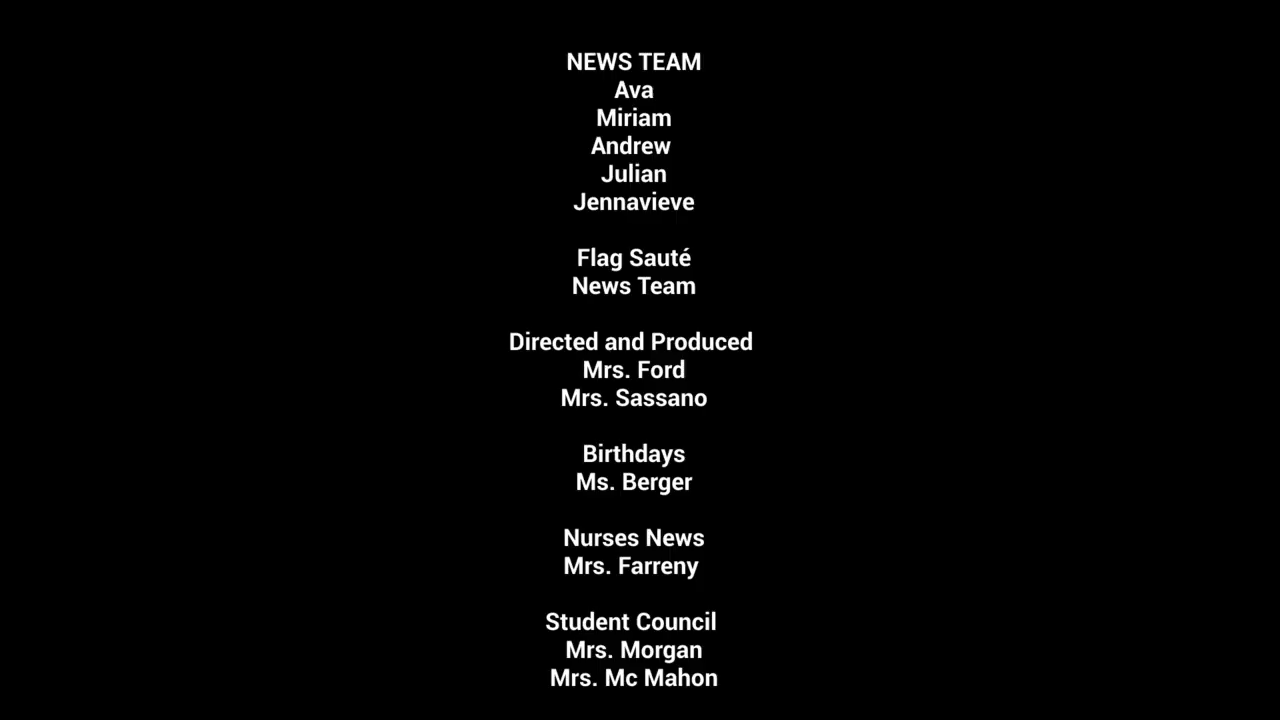 NEWS TEAM
Ava
Miriam
Andrew
Julian
Jennavieve
Flag Sauté
News Team
Directed and Produced
Mrs. Ford
Mrs. Sassano
Birthdays
Ms. Berger
Nurses News
Mrs. Farreny
Student Council
Mrs. Morgan
Mrs. Mc Mahon